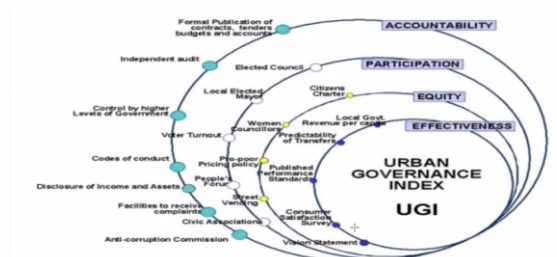 Formal Publication of
contracts, tenders
budgets and accounts
ACCOUNTABILITY
Independent audit
Elected Council
PARTICIPATION
Local Elected
Mayor
Citizens
Charter
EQUITY
Control by higher
Levels of Government
Women
Councillors
Local Govt.
Revenue per capita
EFFECTIVENESS
Voter Turnout
Predictability
of Transfers
Codes of conduct
Pro-poor
Pricing policy
Published
Performance
Standards
URBAN
GOVERNANCE
INDEX
UGI
Disclosure of Income and Assets
People's
Forum
Street
Vending
Facilities to receive
complaints
Civic Associations
Consumer
Satisfaction
Survey
Anti-corruption Commission
Vision Statement